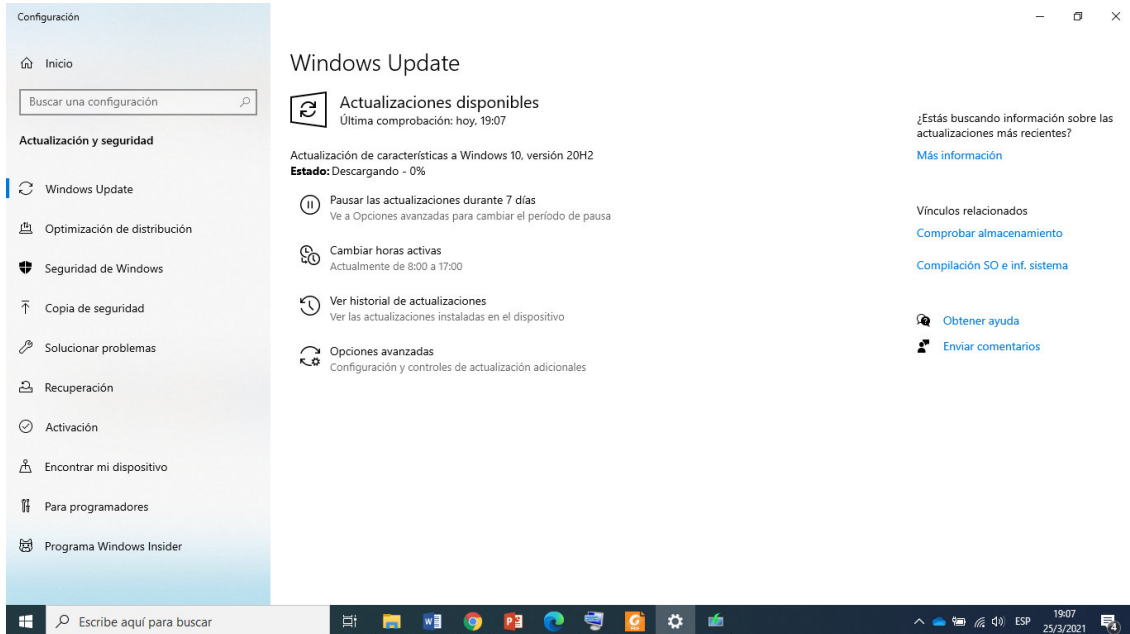 Configuración
Inicio
Buscar una configuración
Actualización y seguridad
Windows Update
Optimización de distribución
Seguridad de Windows
Copia de seguridad
Solucionar problemas
Recuperación
Activación
Encontrar mi dispositivo
Para programadores
Programa Windows Insider
Windows Update
Actualizaciones disponibles
Última comprobación: hoy, 19:07
Actualización de características a Windows 10, versión 20H2
Estado: Descargando - 0%
Pausar las actualizaciones durante 7 días
Ve a Opciones avanzadas para cambiar el período de pausa
Cambiar horas activas
Actualmente de 8:00 a 17:00
Ver historial de actualizaciones
Ver las actualizaciones instaladas en el dispositivo
Opciones avanzadas
Configuración y controles de actualización adicionales
¿Estás buscando información sobre las
actualizaciones más recientes?
Más información
Vínculos relacionados
Comprobar almacenamiento
Compilación SO e inf. sistema
Obtener ayuda
Enviar comentarios
Escribe aquí para buscar
ESP
19:07
25/3/2021
4